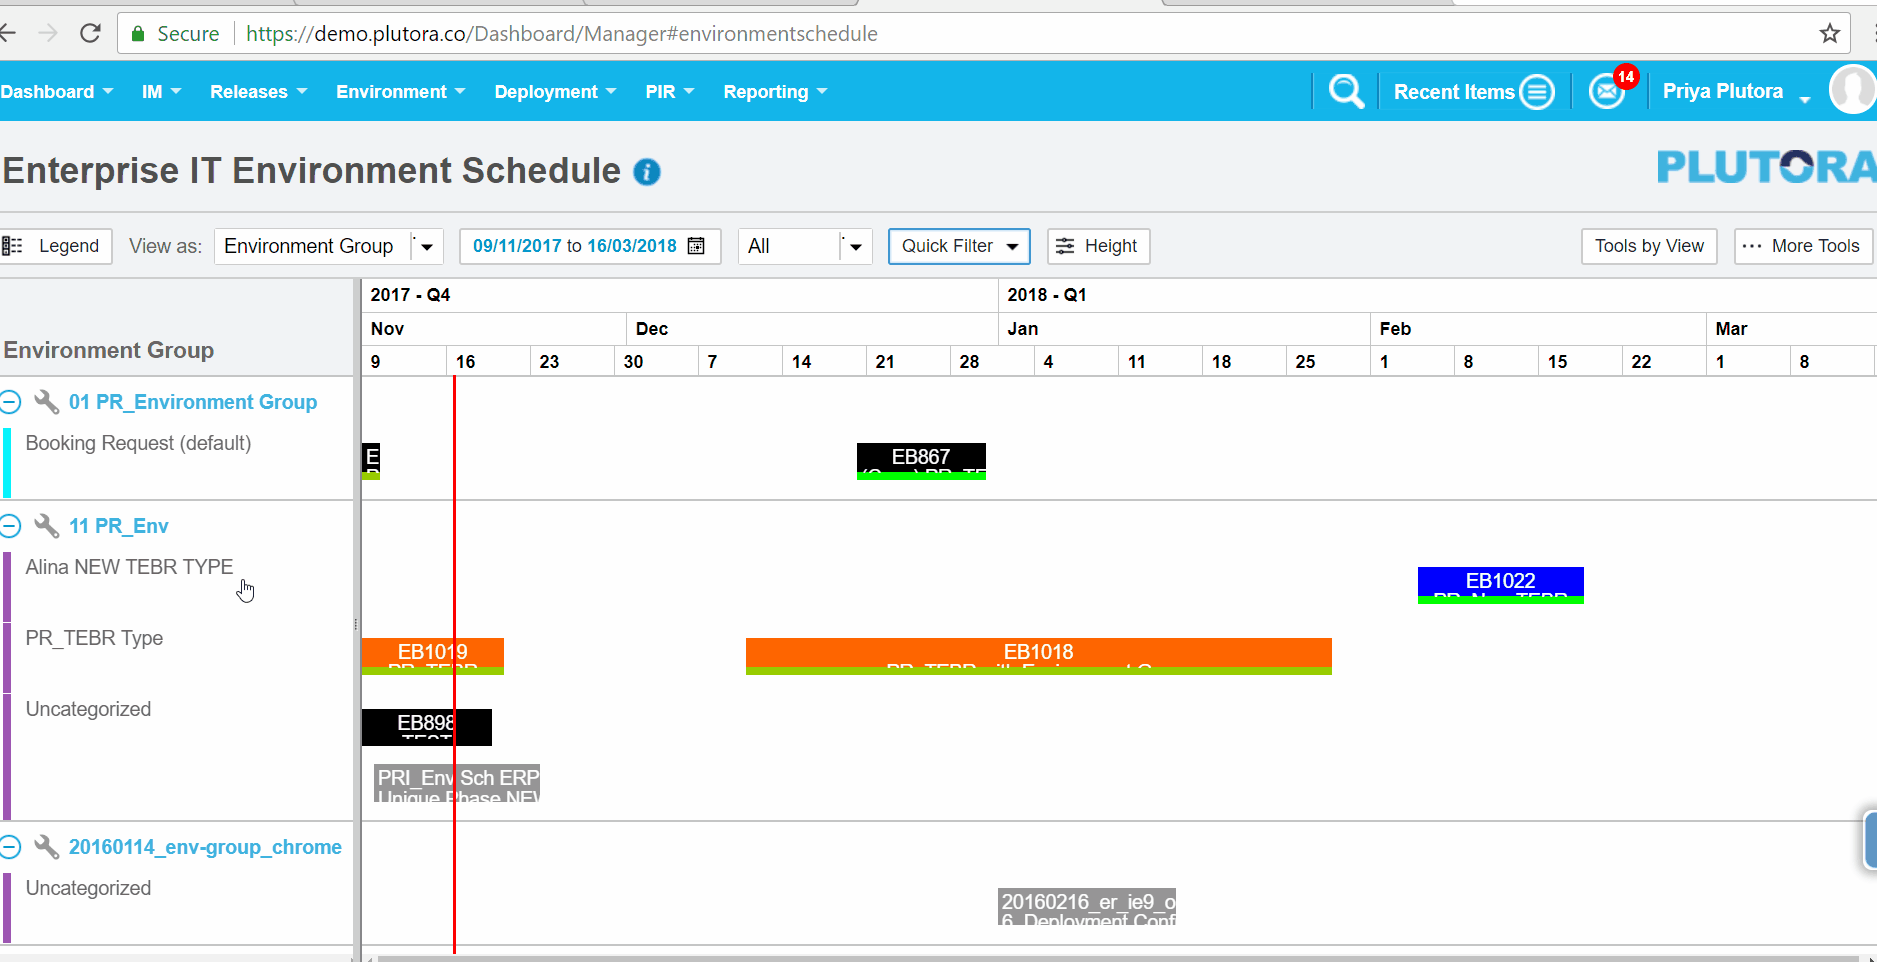 Secure https://demo.plutora.co/Dashboard/Manager#environmentschedule
Dashboard IM Releases Environment Deployment PIR Reporting Recent Items 14 Priya Plutora
Enterprise IT Environment Schedule i PLUTORA
Legend View as: Environment Group 09/11/2017 to 16/03/2018 All Quick Filter Height Tools by View ... More Tools
2017 - Q4 2018 - Q1
Nov Dec Jan Feb Mar
Environment Group
9 16 23 30 7 14 21 28 4 11 18 25 1 8 15 22 1 8
01 PR_Environment Group
Booking Request (default)
E EB867
11 PR_Env
Alina NEW TEBR TYPE
EB1022
PR_TEBR Type
EB1019 EB1018
PR_TEBR
Uncategorized
EB898
TEST
PRI_Env Sch ERP
Unique Phase NEW
20160114_env-group_chrome
Uncategorized
20160216_er_ie9_o
6. Deployment Conf